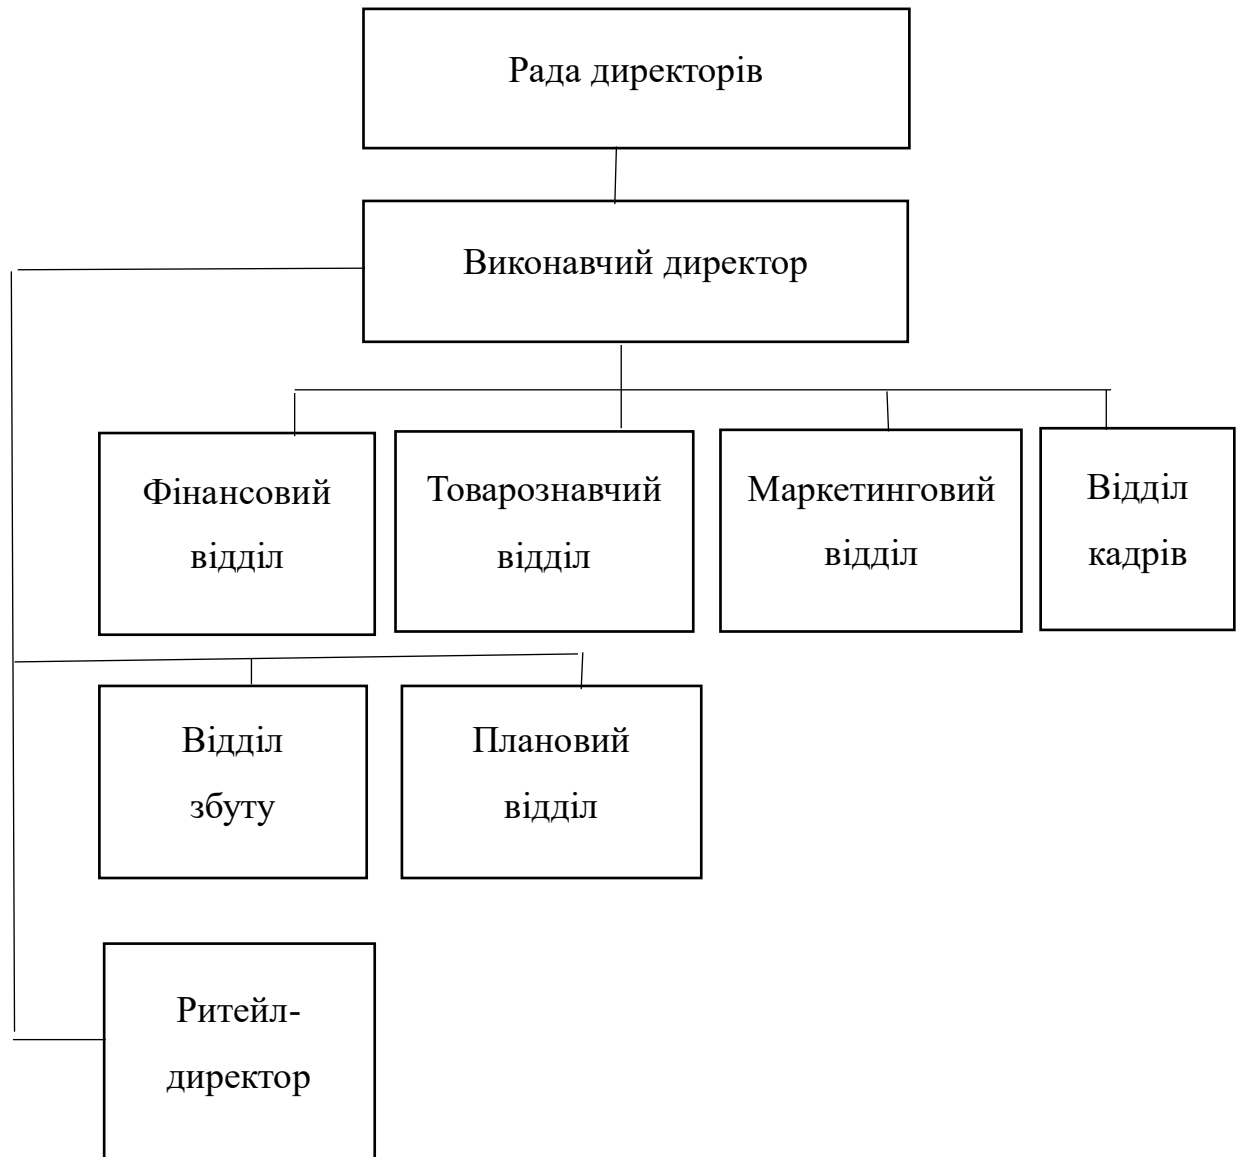 Рада директорів
Виконавчий директор
Фінансовий
відділ
Товарознавчий
відділ
Маркетинговий
відділ
Відділ
кадрів
Відділ
збуту
Плановий
відділ
Ритейл-
директор